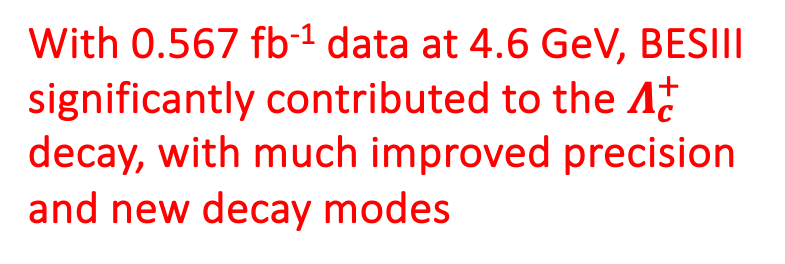 With 0.567 fb⁻¹ data at 4.6 GeV, BESIII
significantly contributed to the Λ_c^+
decay, with much improved precision
and new decay modes